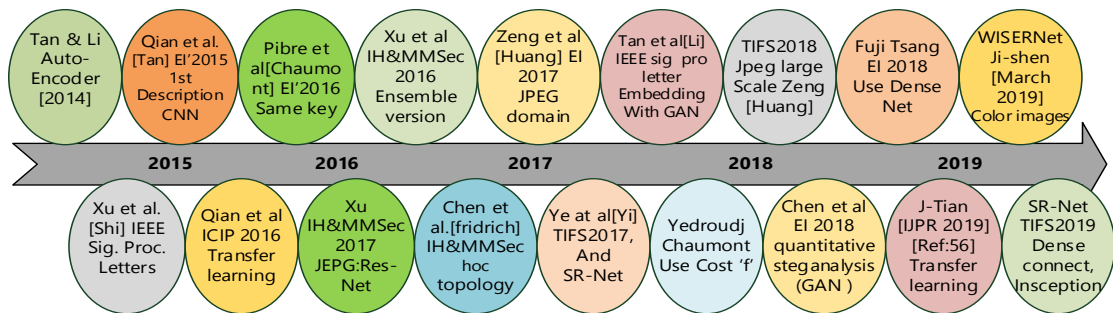 Tan & Li
Auto-
Encoder
[2014]
Qian et al.
[Tan] EI'2015
1st
Description
CNN
Pibre et
al[Chaumo
nt] EI'2016
Same key
Xu et al
IH&MMSec
2016
Ensemble
version
Zeng et al
[Huang] EI
2017
JPEG
domain
Tan et al[Li]
IEEE sig pro
letter
Embedding
With GAN
TIFS2018
Jpeg large
Scale Zeng
[Huang]
Fuji Tsang
EI 2018
Use Dense
Net
WISERNet
Ji-shen
[March
2019]
Color images
2015
2016
2017
2018
2019
Xu et al.
[Shi] IEEE
Sig. Proc.
Letters
Qian et al
ICIP 2016
Transfer
learning
Xu
IH&MMSec
2017
JEPG:Res-
Net
Chen et
al.[fridrich]
IH&MMSec
hoc
topology
Ye at al[Yi]
TIFS2017,
And
SR-Net
Yedroudj
Chaumont
Use Cost 'f'
Chen et al
EI 2018
quantitative
steganalysis
(GAN )
J-Tian
[IJPR 2019]
[Ref:56]
Transfer
learning
SR-Net
TIFS2019
Dense
connect,
Insception